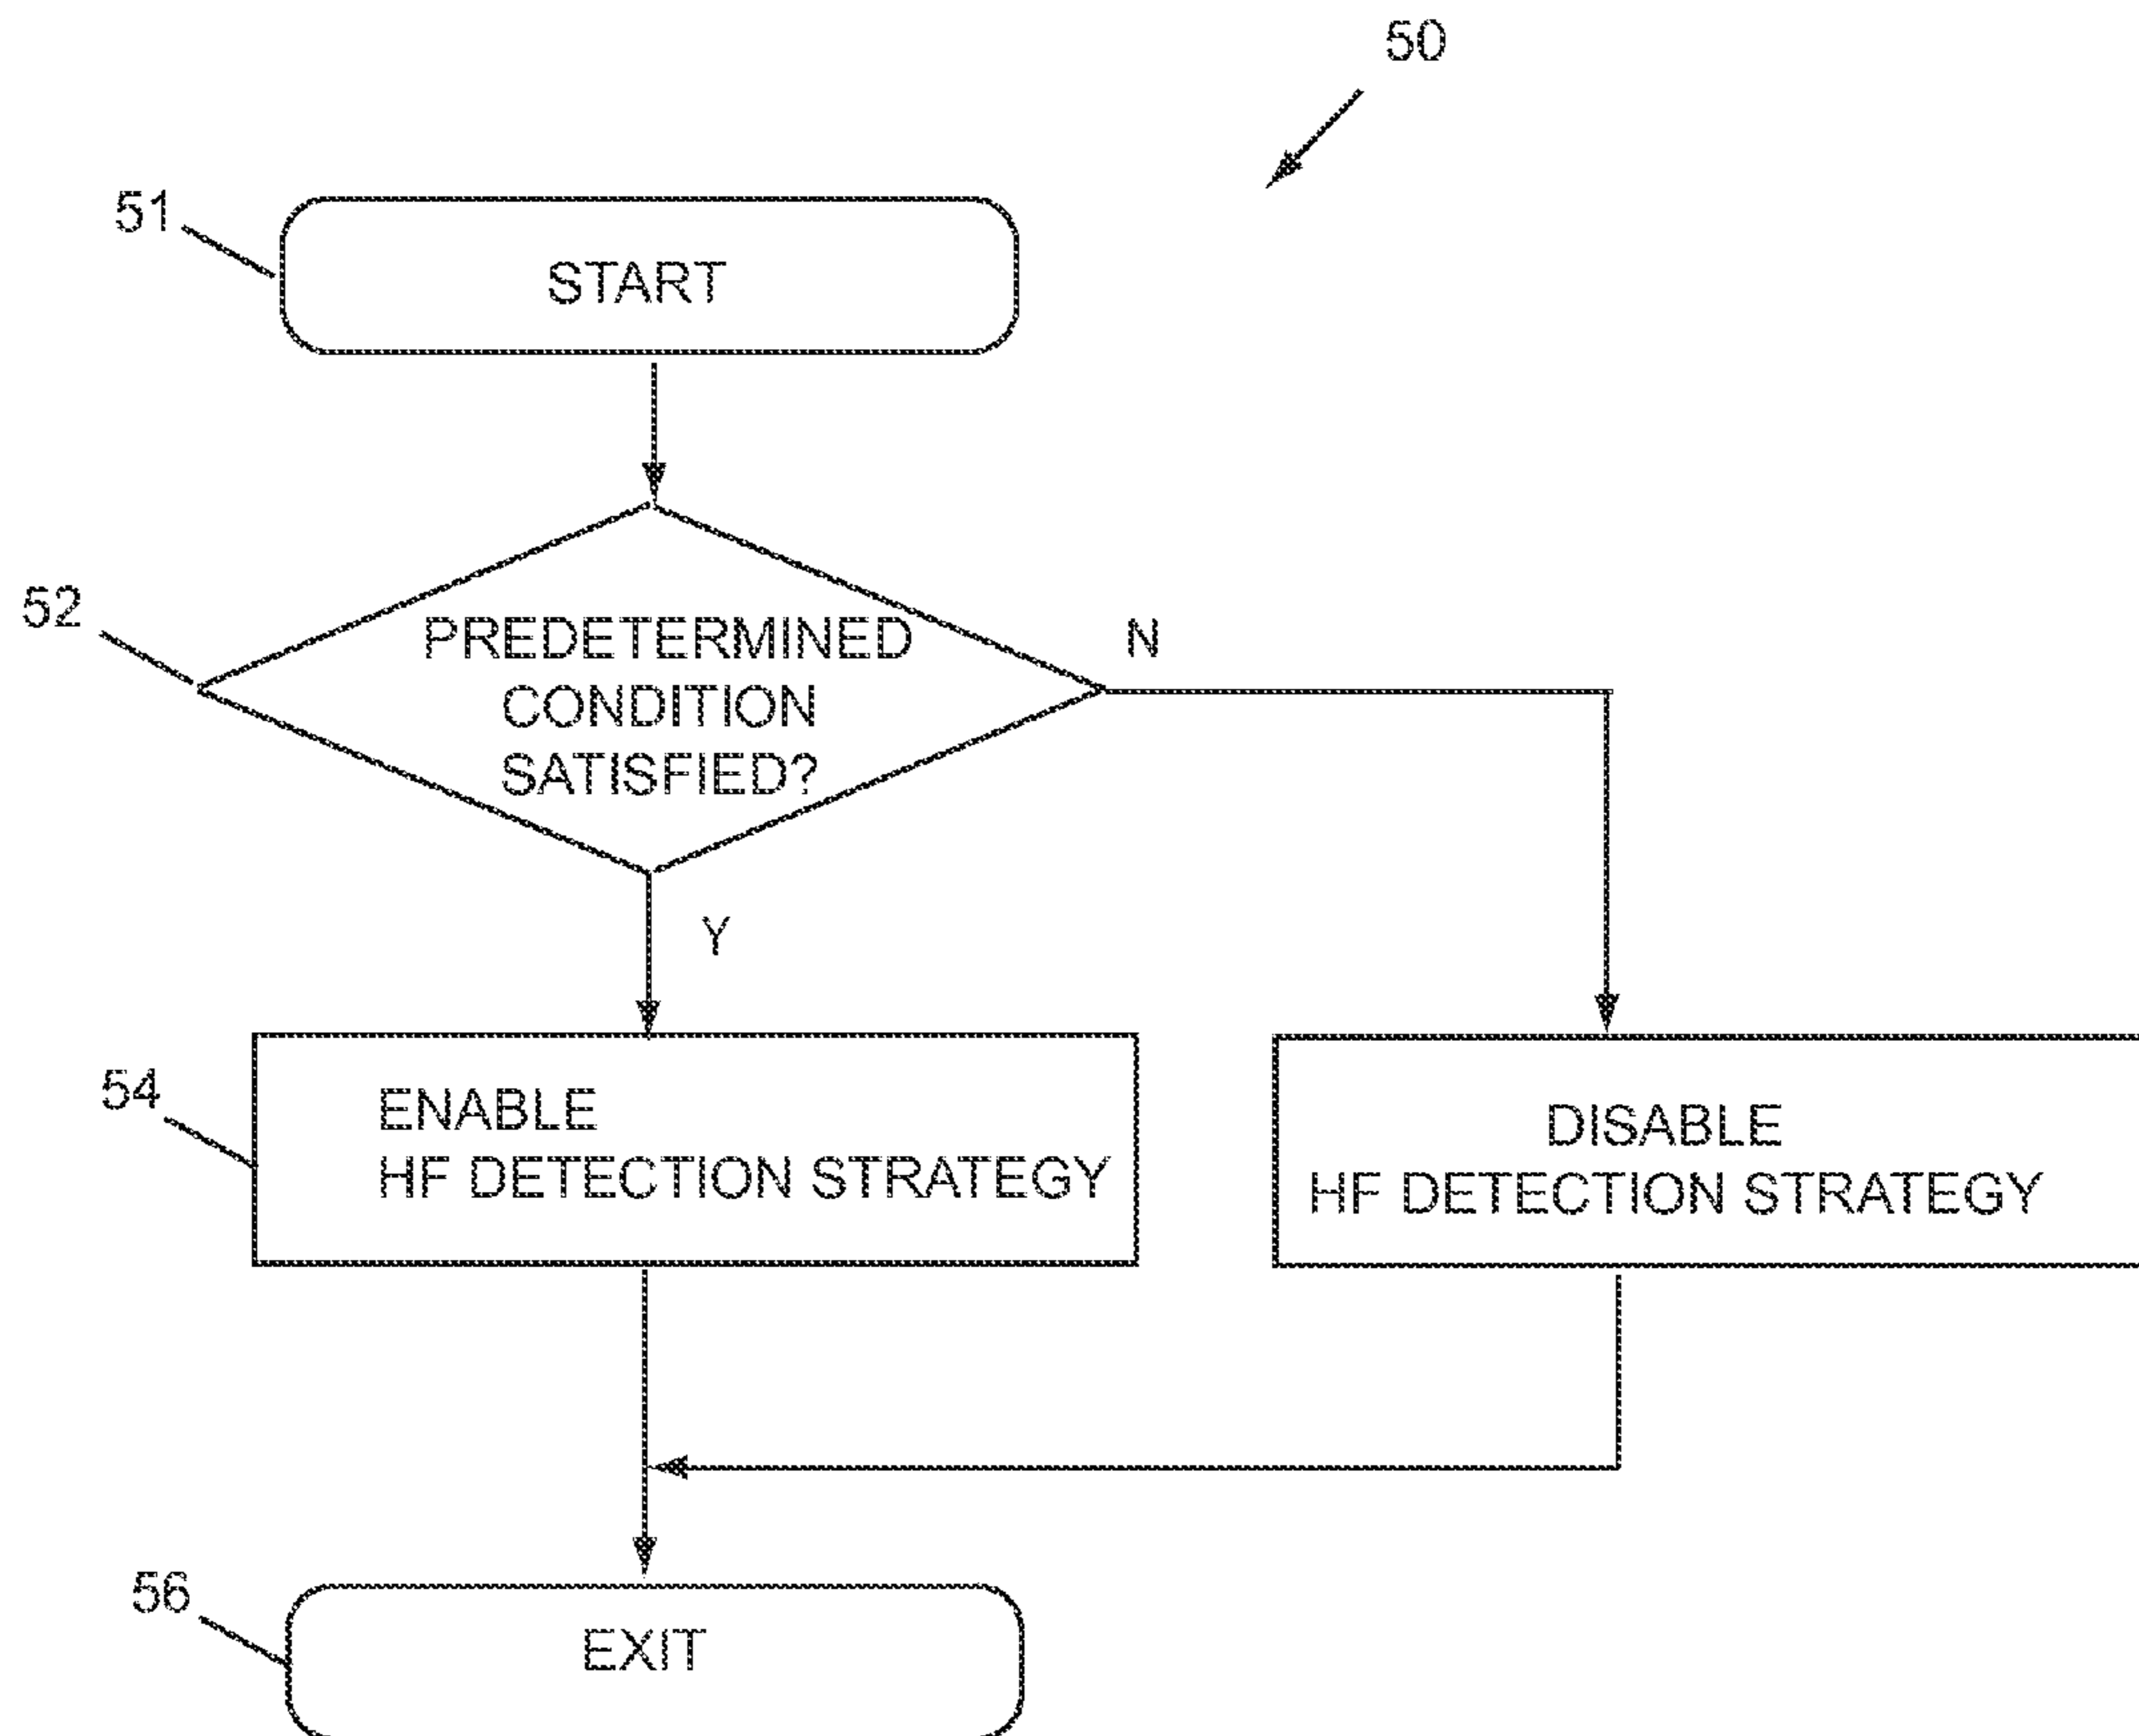 50
51
START
52
PREDETERMINED
CONDITION
SATISFIED?
N
Y
54
ENABLE
HF DETECTION STRATEGY
DISABLE
HF DETECTION STRATEGY
56
EXIT